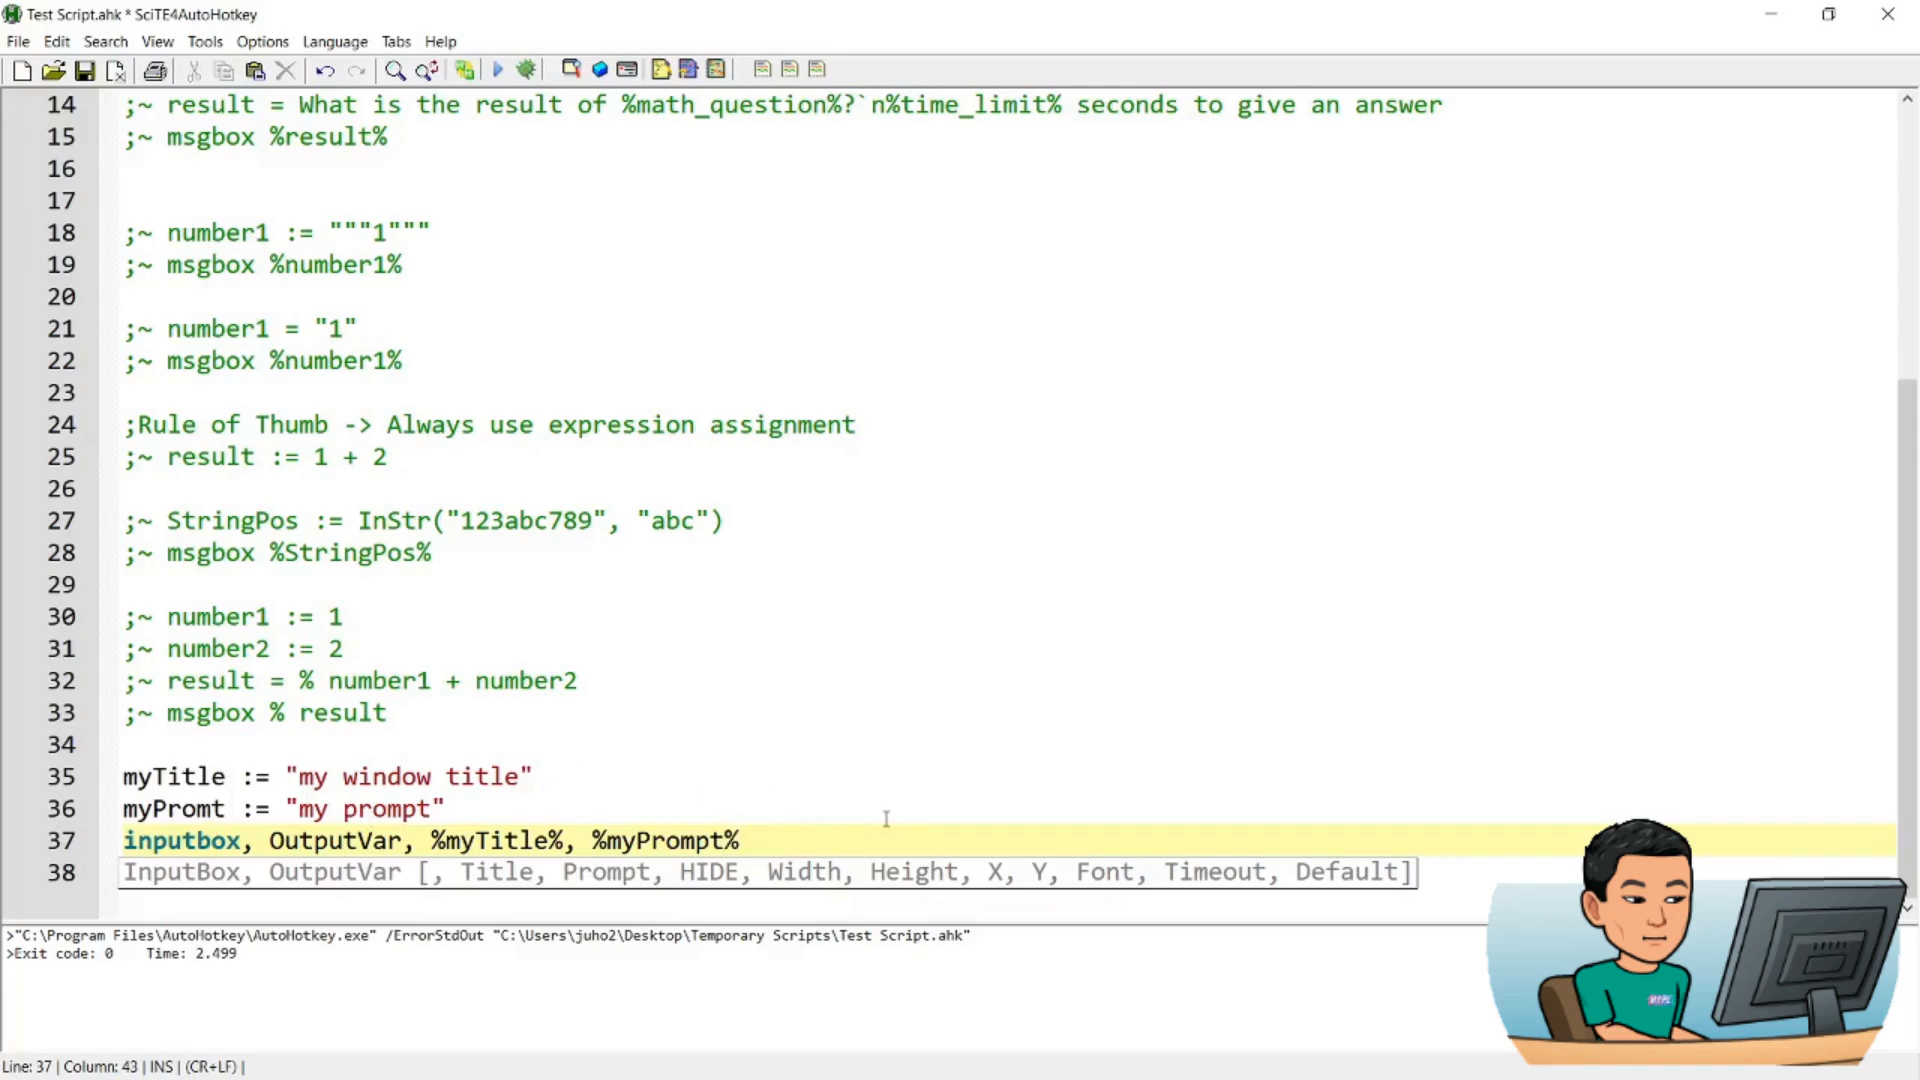 Test Script.ahk * SciTE4AutoHotkey
File Edit Search View Tools Options Language Tabs Help
14 ;~ result = What is the result of %math_question%?`n%time_limit% seconds to give an answer
15 ;~ msgbox %result%
16
17
18 ;~ number1 := """1"""
19 ;~ msgbox %number1%
20
21 ;~ number1 = "1"
22 ;~ msgbox %number1%
23
24 ;Rule of Thumb -> Always use expression assignment
25 ;~ result := 1 + 2
26
27 ;~ StringPos := InStr("123abc789", "abc")
28 ;~ msgbox %StringPos%
29
30 ;~ number1 := 1
31 ;~ number2 := 2
32 ;~ result = % number1 + number2
33 ;~ msgbox % result
34
35 myTitle := "my window title"
36 myPromt := "my prompt"
37 inputbox, OutputVar, %myTitle%, %myPrompt%
38 InputBox, OutputVar [, Title, Prompt, HIDE, Width, Height, X, Y, Font, Timeout, Default]
>"C:\Program Files\AutoHotkey\AutoHotkey.exe" /ErrorStdOut "C:\Users\juho2\Desktop\Temporary Scripts\Test Script.ahk"
>Exit code: 0 Time: 2.499
Line: 37 | Column: 43 | INS | (CR+LF) |